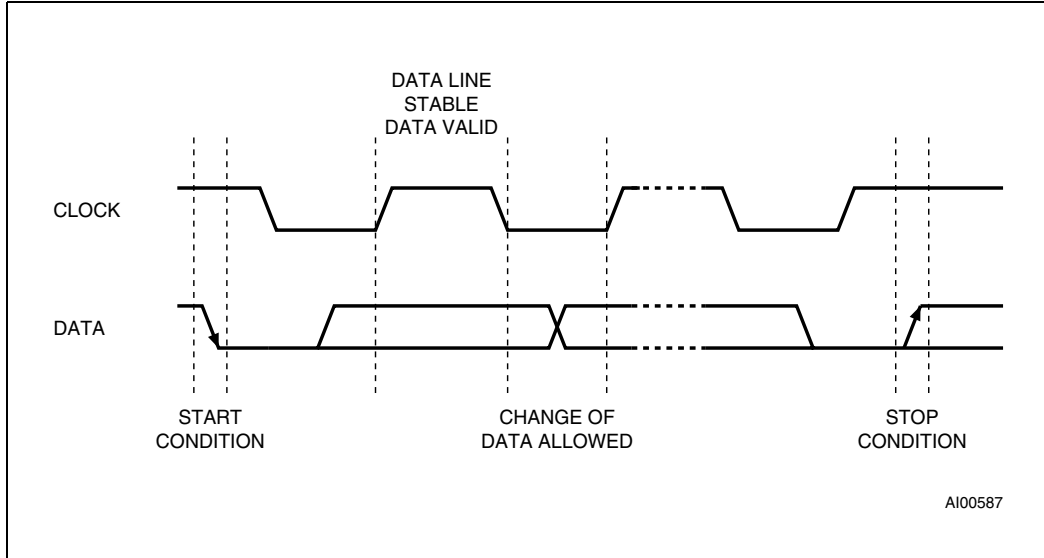 DATA LINE
STABLE
DATA VALID
CLOCK
DATA
START
CONDITION
CHANGE OF
DATA ALLOWED
STOP
CONDITION
AI00587